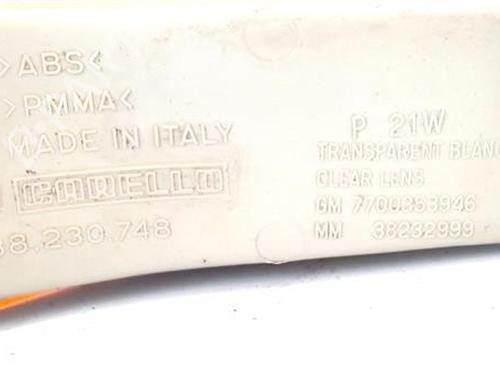 >ABS<
>PMMA<
MADE IN ITALY
CARELLO
38.230.748
P 21W
TRANSPARENT BLANC
CLEAR LENS
GM 7700853946
MM 38232999